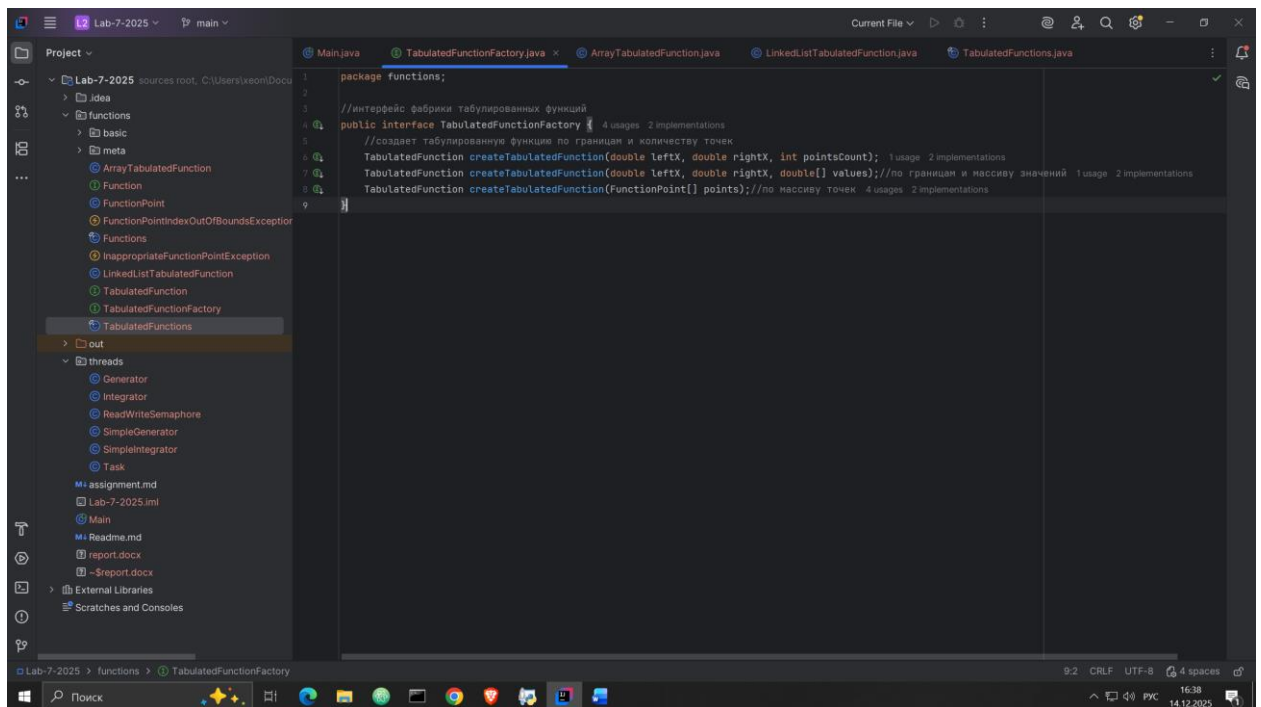 L2 Lab-7-2025 main Current File
Project
Main.java TabulatedFunctionFactory.java × ArrayTabulatedFunction.java LinkedListTabulatedFunction.java TabulatedFunctions.java
Lab-7-2025 sources root, C:\Users\xeon\Docu
.idea
functions
basic
meta
ArrayTabulatedFunction
Function
FunctionPoint
FunctionPointIndexOutOfBoundsException
Functions
InappropriateFunctionPointException
LinkedListTabulatedFunction
TabulatedFunction
TabulatedFunctionFactory
TabulatedFunctions
out
threads
Generator
Integrator
ReadWriteSemaphore
SimpleGenerator
SimpleIntegrator
Task
M↓ assignment.md
Lab-7-2025.iml
Main
M↓ Readme.md
report.docx
~$report.docx
External Libraries
Scratches and Consoles
1 package functions;
2
3 //интерфейс фабрики табулированных функций
4 public interface TabulatedFunctionFactory { 4 usages 2 implementations
5 //создает табулированную функцию по границам и количеству точек
6 TabulatedFunction createTabulatedFunction(double leftX, double rightX, int pointsCount); 1 usage 2 implementations
7 TabulatedFunction createTabulatedFunction(double leftX, double rightX, double[] values);//по границам и массиву значений 1 usage 2 implementations
8 TabulatedFunction createTabulatedFunction(FunctionPoint[] points);//по массиву точек 4 usages 2 implementations
9 }
Lab-7-2025 > functions > TabulatedFunctionFactory 9:2 CRLF UTF-8 4 spaces
Поиск РУС 16:38
14.12.2025